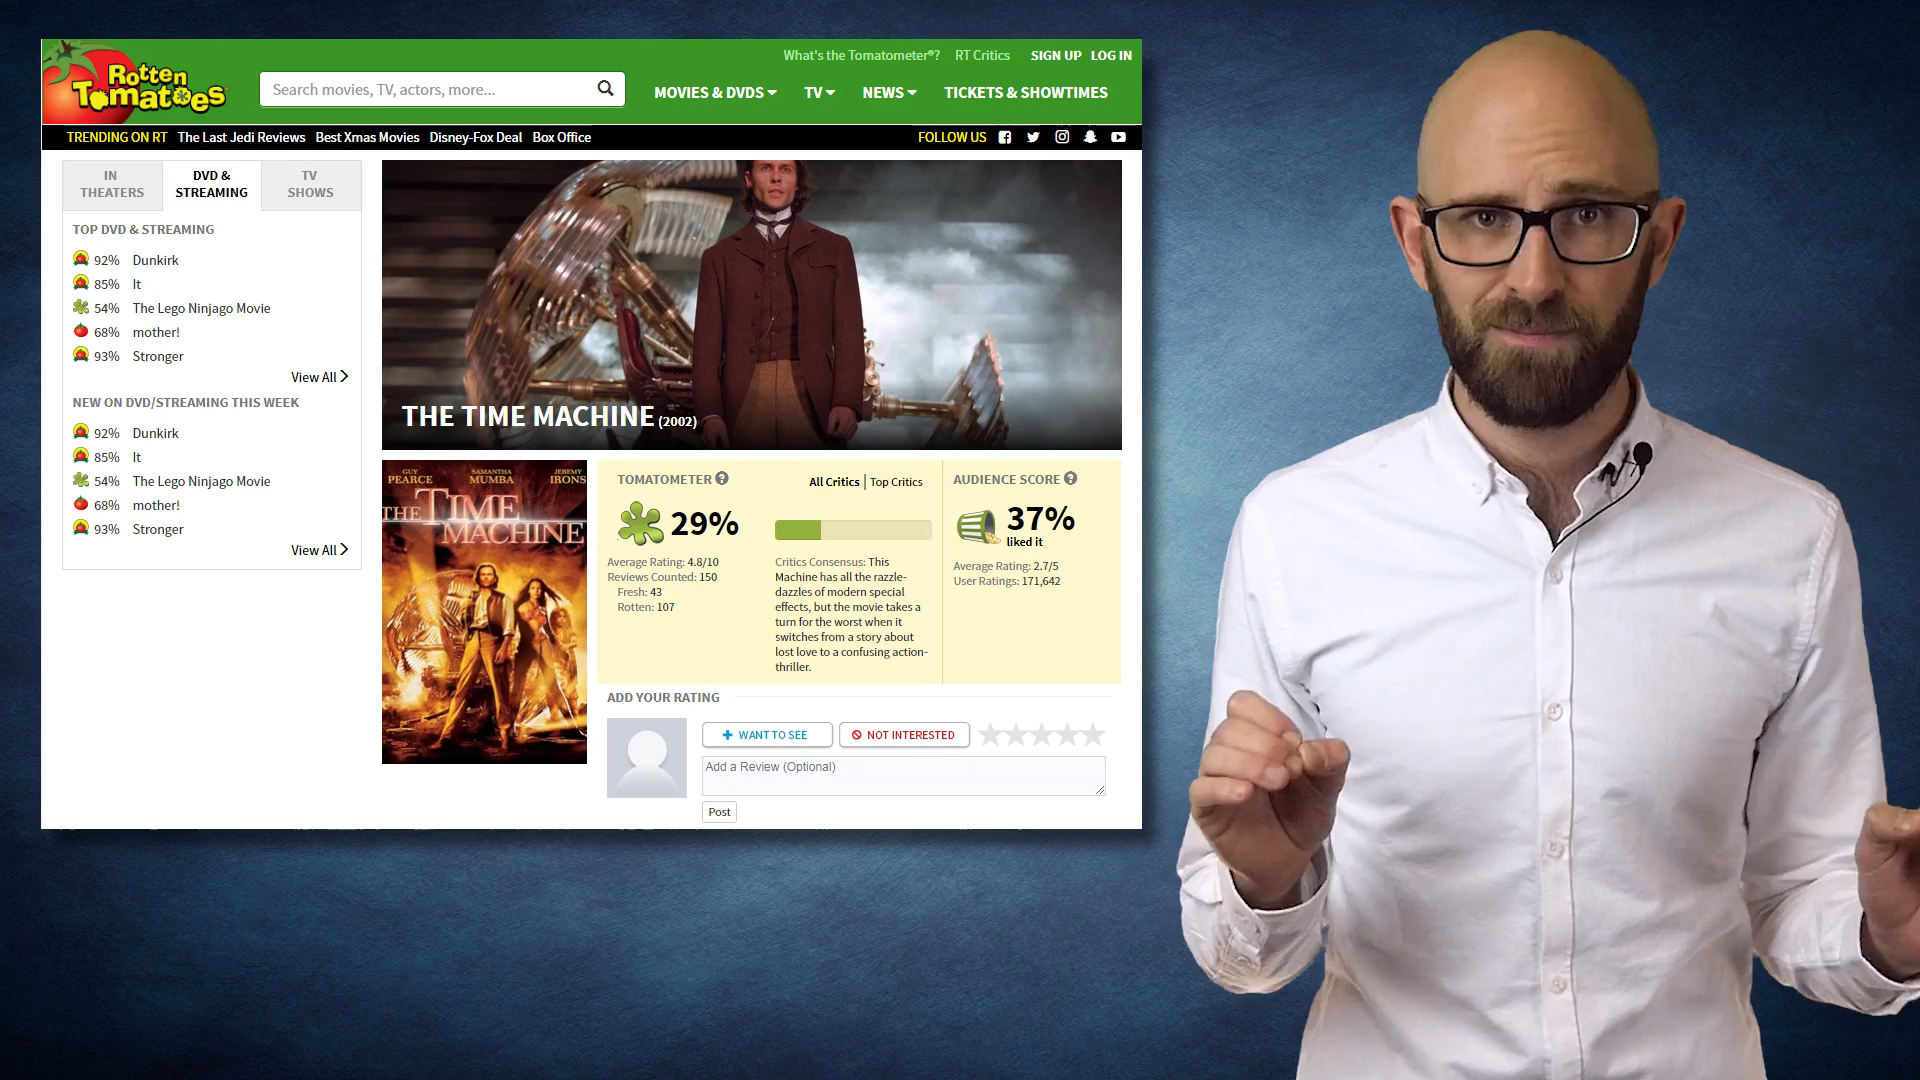 Rotten
Tomatoes
Search movies, TV, actors, more...
What's the Tomatometer®?
RT Critics
SIGN UP
LOG IN
MOVIES & DVDS
TV
NEWS
TICKETS & SHOWTIMES
TRENDING ON RT
The Last Jedi Reviews
Best Xmas Movies
Disney-Fox Deal
Box Office
FOLLOW US
IN
THEATERS
DVD &
STREAMING
TV
SHOWS
TOP DVD & STREAMING
92% Dunkirk
85% It
54% The Lego Ninjago Movie
68% mother!
93% Stronger
View All
NEW ON DVD/STREAMING THIS WEEK
92% Dunkirk
85% It
54% The Lego Ninjago Movie
68% mother!
93% Stronger
View All
THE TIME MACHINE (2002)
GUY
PEARCE
SAMANTHA
MUMBA
JEREMY
IRONS
THE TIME
MACHINE
TOMATOMETER ?
All Critics | Top Critics
29%
Average Rating: 4.8/10
Reviews Counted: 150
Fresh: 43
Rotten: 107
Critics Consensus: This
Machine has all the razzle-
dazzles of modern special
effects, but the movie takes a
turn for the worst when it
switches from a story about
lost love to a confusing action-
thriller.
AUDIENCE SCORE ?
37%
liked it
Average Rating: 2.7/5
User Ratings: 171,642
ADD YOUR RATING
WANT TO SEE
NOT INTERESTED
Add a Review (Optional)
Post